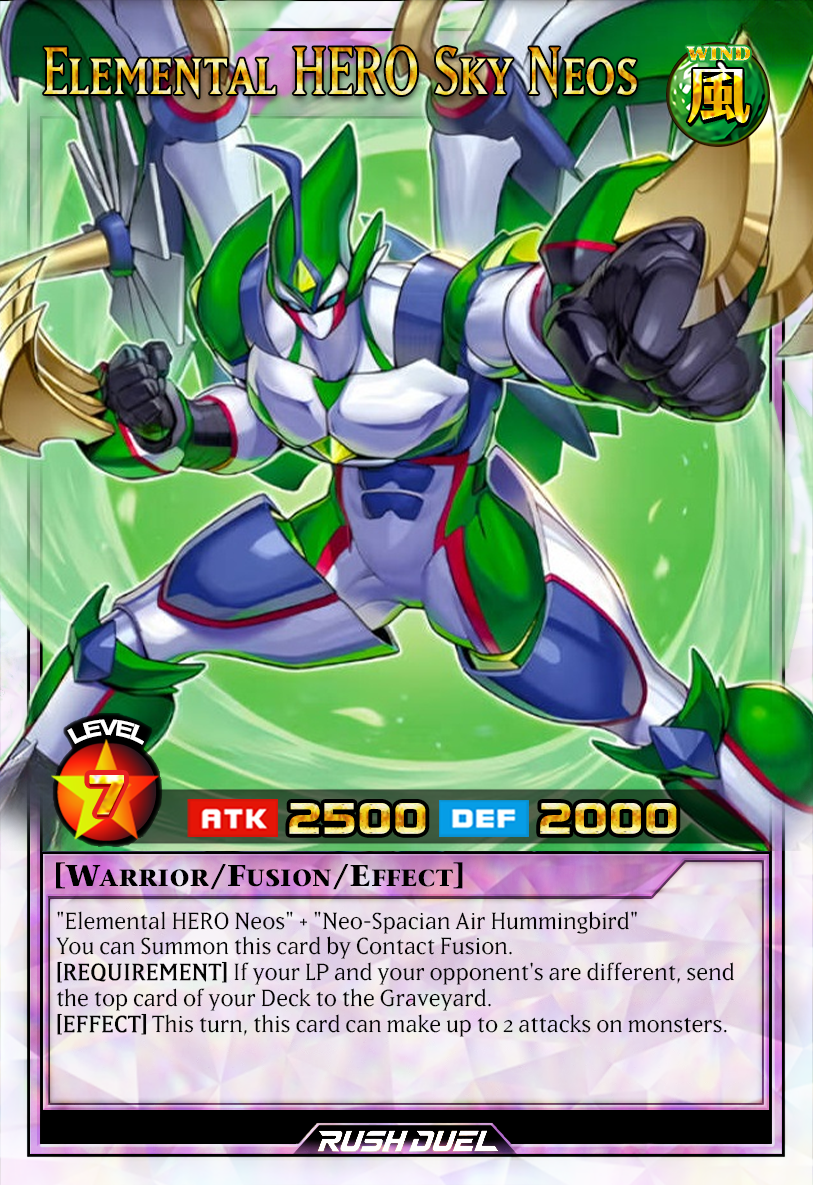 Elemental HERO Sky Neos
WIND
風
LEVEL
7
ATK 2500 DEF 2000
[Warrior/Fusion/Effect]
"Elemental HERO Neos" + "Neo-Spacian Air Hummingbird"
You can Summon this card by Contact Fusion.
[REQUIREMENT] If your LP and your opponent's are different, send
the top card of your Deck to the Graveyard.
[EFFECT] This turn, this card can make up to 2 attacks on monsters.
RUSH DUEL